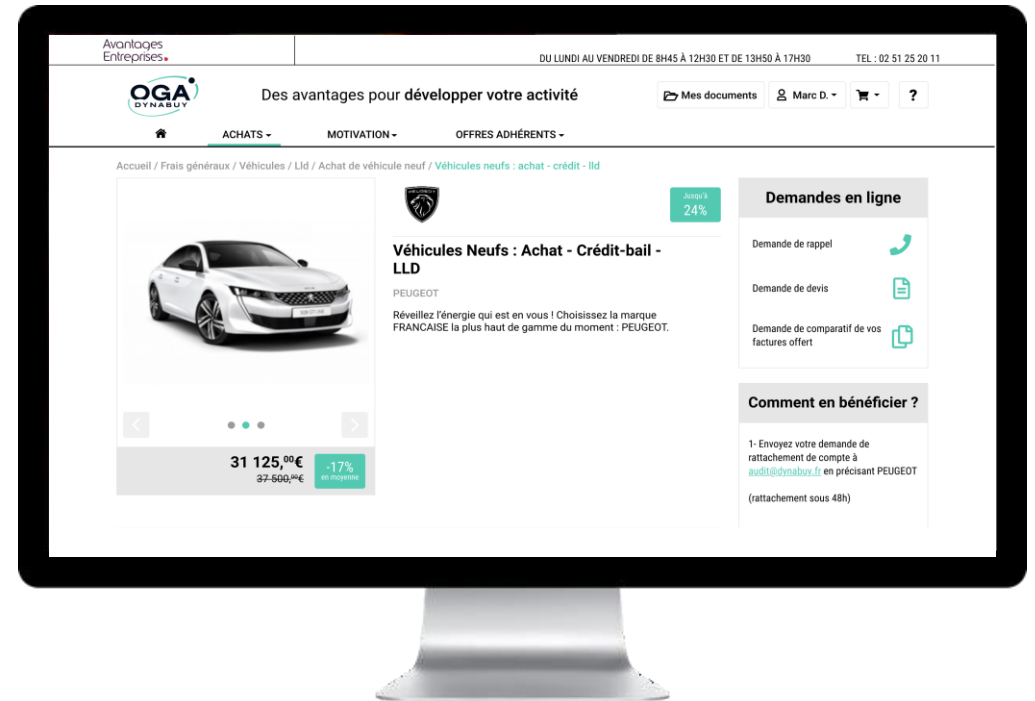 Avantages
Entreprises
DU LUNDI AU VENDREDI DE 8H45 À 12H30 ET DE 13H50 À 17H30
TEL : 02 51 25 20 11
OGA
DYNABUY
Des avantages pour développer votre activité
Mes documents
Marc D.
?
ACHATS
MOTIVATION
OFFRES ADHÉRENTS
Accueil / Frais généraux / Véhicules / Lld / Achat de véhicule neuf / Véhicules neufs : achat - crédit - lld
PEUGEOT
Jusqu'à
24%
Véhicules Neufs : Achat - Crédit-bail -
LLD
PEUGEOT
Réveillez l'énergie qui est en vous ! Choisissez la marque
FRANCAISE la plus haut de gamme du moment : PEUGEOT.
31 125,00€
37 500,00€
-17%
en moyenne
Demandes en ligne
Demande de rappel
Demande de devis
Demande de comparatif de vos
factures offert
Comment en bénéficier ?
1- Envoyez votre demande de
rattachement de compte à
audit@dynabuy.fr en précisant PEUGEOT
(rattachement sous 48h)